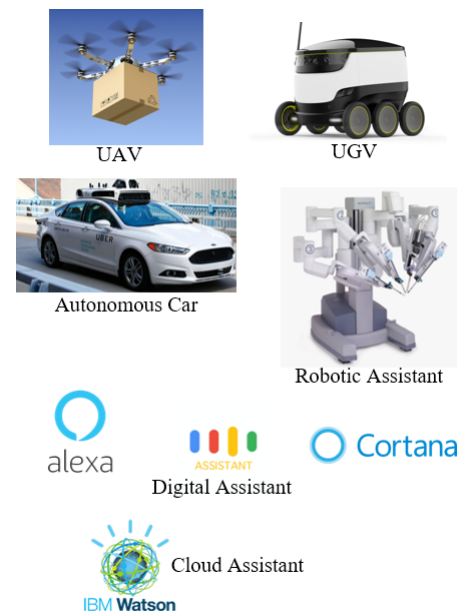 UAV
UGV
UBER
Autonomous Car
Robotic Assistant
alexa
ASSISTANT
Cortana
Digital Assistant
Cloud Assistant
IBM Watson